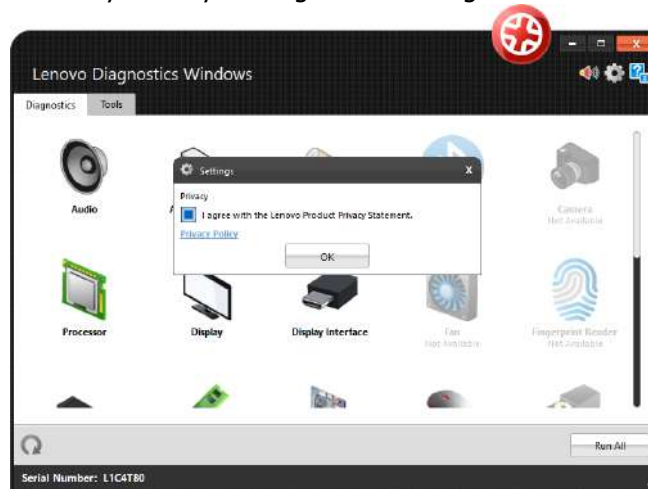 Lenovo Diagnostics Windows
Diagnostics Tools
Settings X
Privacy
I agree with the Lenovo Product Privacy Statement.
Privacy Policy
OK
Audio
Camera
Not Available
Processor
Display
Display Interface
Fan
Not Available
Fingerprint Reader
Not Available
Run All
Serial Number: L1C4T80